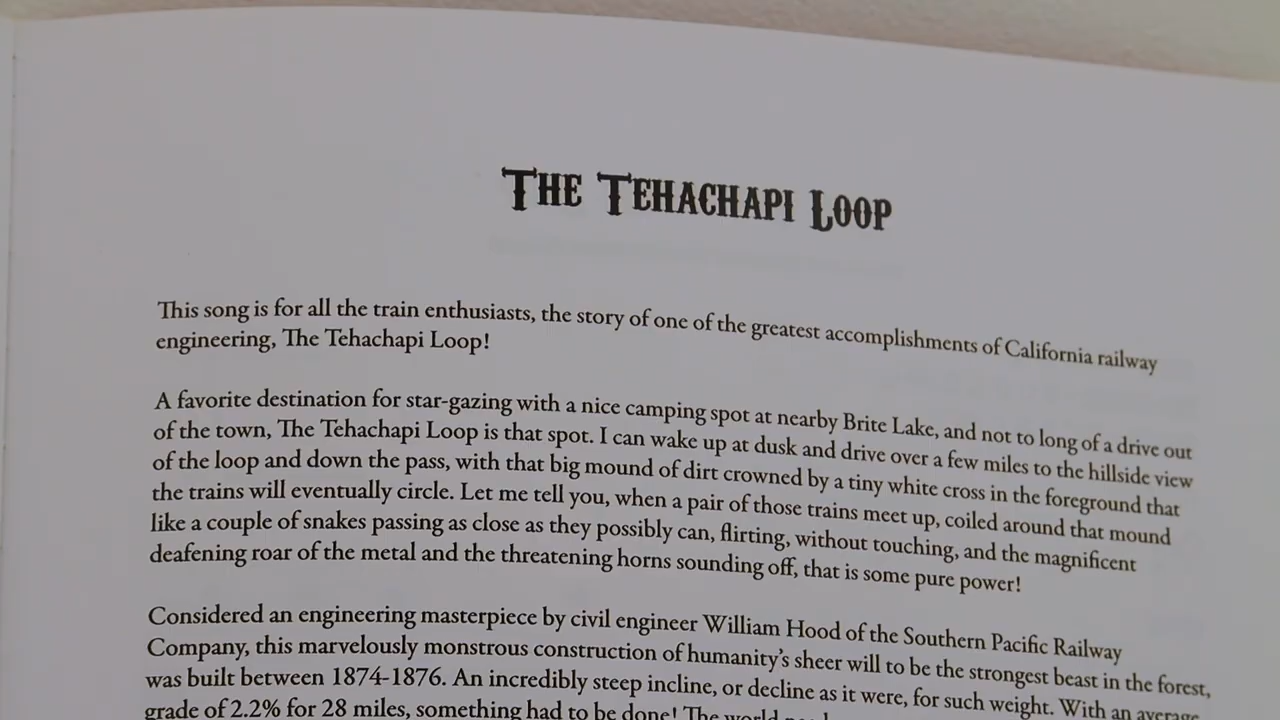 The Tehachapi Loop
This song is for all the train enthusiasts, the story of one of the greatest accomplishments of California railway
engineering, The Tehachapi Loop!
A favorite destination for star-gazing with a nice camping spot at nearby Brite Lake, and not to long of a drive out
of the town, The Tehachapi Loop is that spot. I can wake up at dusk and drive over a few miles to the hillside view
of the loop and down the pass, with that big mound of dirt crowned by a tiny white cross in the foreground that
the trains will eventually circle. Let me tell you, when a pair of those trains meet up, coiled around that mound
like a couple of snakes passing as close as they possibly can, flirting, without touching, and the magnificent
deafening roar of the metal and the threatening horns sounding off, that is some pure power!
Considered an engineering masterpiece by civil engineer William Hood of the Southern Pacific Railway
Company, this marvelously monstrous construction of humanity's sheer will to be the strongest beast in the forest,
was built between 1874-1876. An incredibly steep incline, or decline as it were, for such weight. With an average
grade of 2.2% for 28 miles, something had to be done! The world